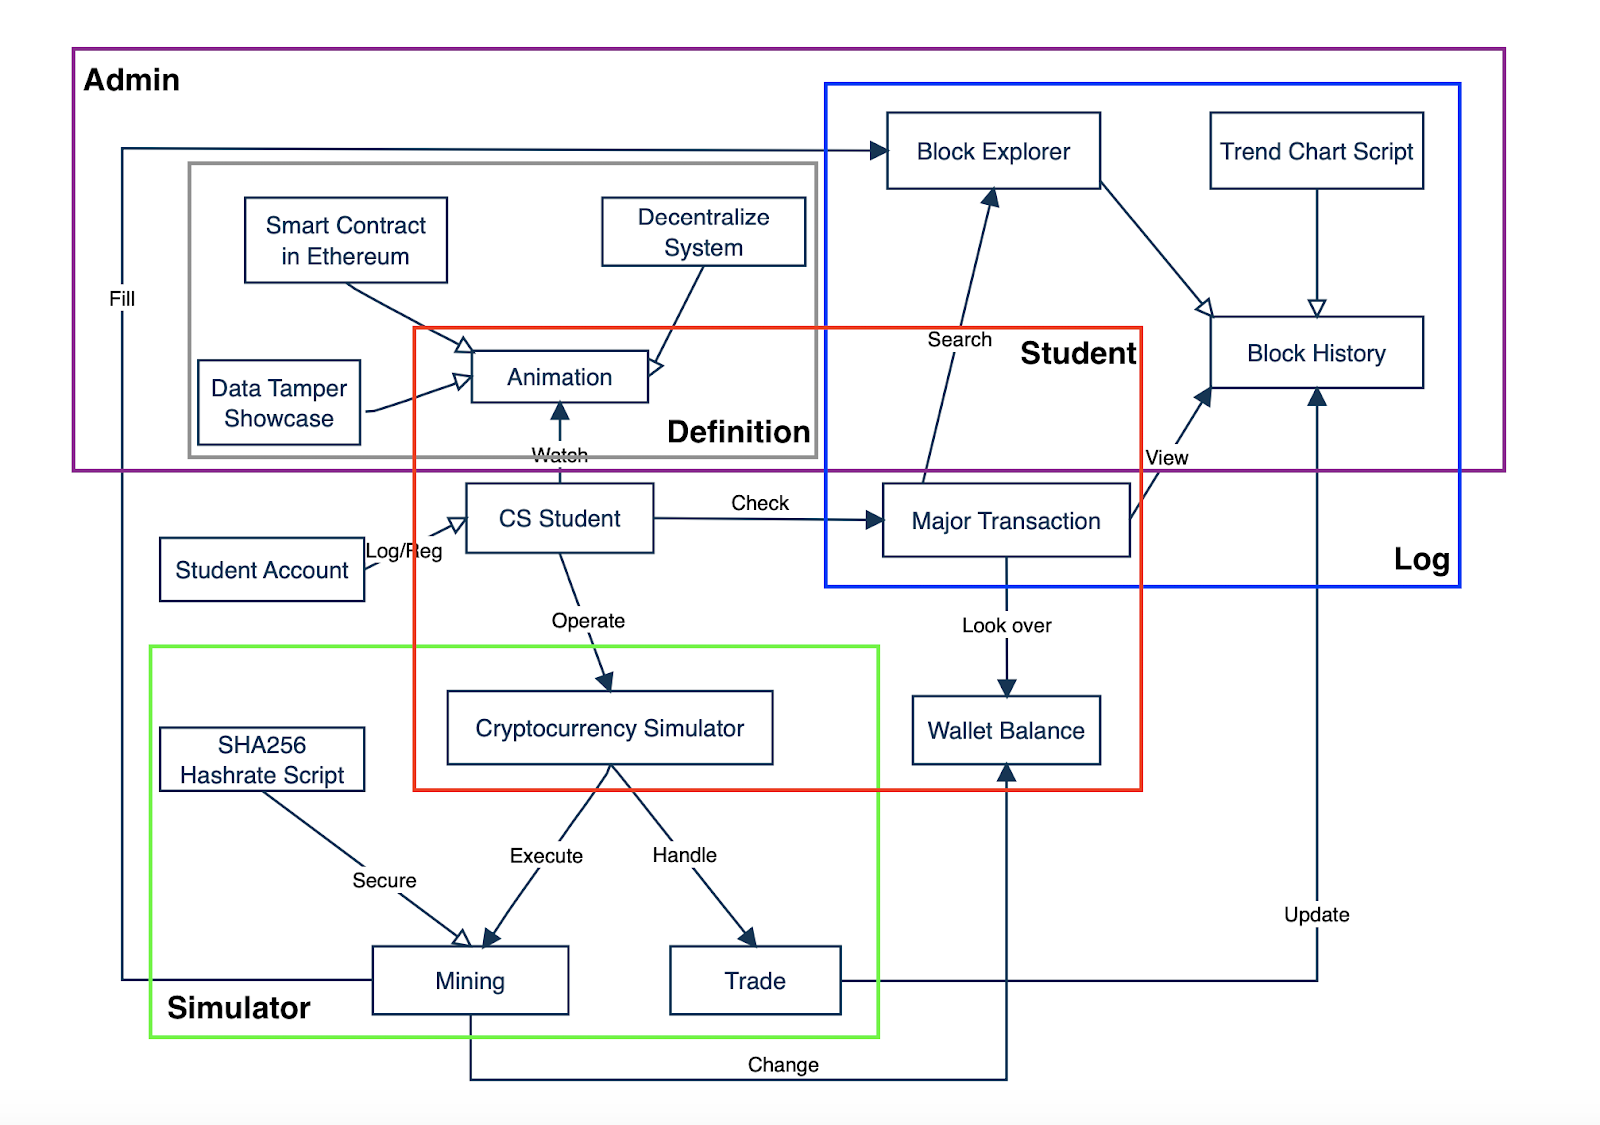 Admin
Block Explorer
Trend Chart Script
Smart Contract
in Ethereum
Decentralize
System
Fill
Search
Student
Block History
Animation
Data Tamper
Showcase
Definition
Watch
View
CS Student
Check
Major Transaction
Log/Reg
Student Account
Log
Operate
Look over
Cryptocurrency Simulator
Wallet Balance
SHA256
Hashrate Script
Execute
Handle
Secure
Update
Mining
Trade
Simulator
Change